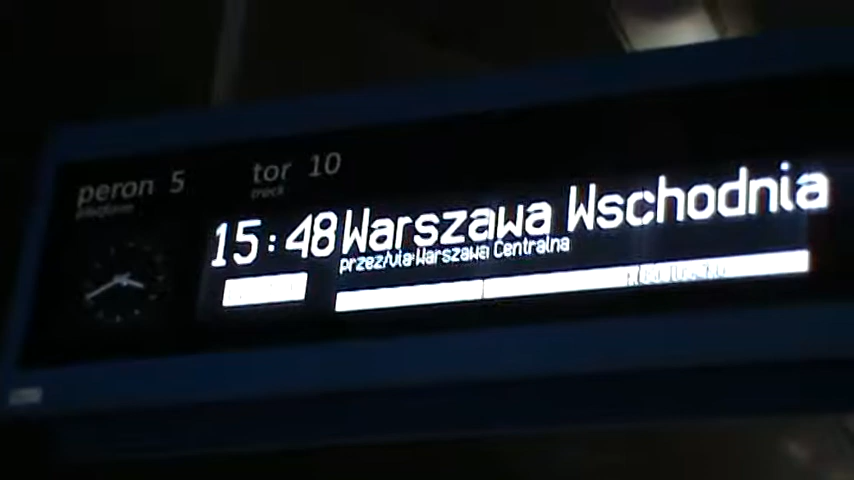 peron 5 tor 10
platform track
15:48 Warszawa Wschodnia
przez/via Warszawa Centralna